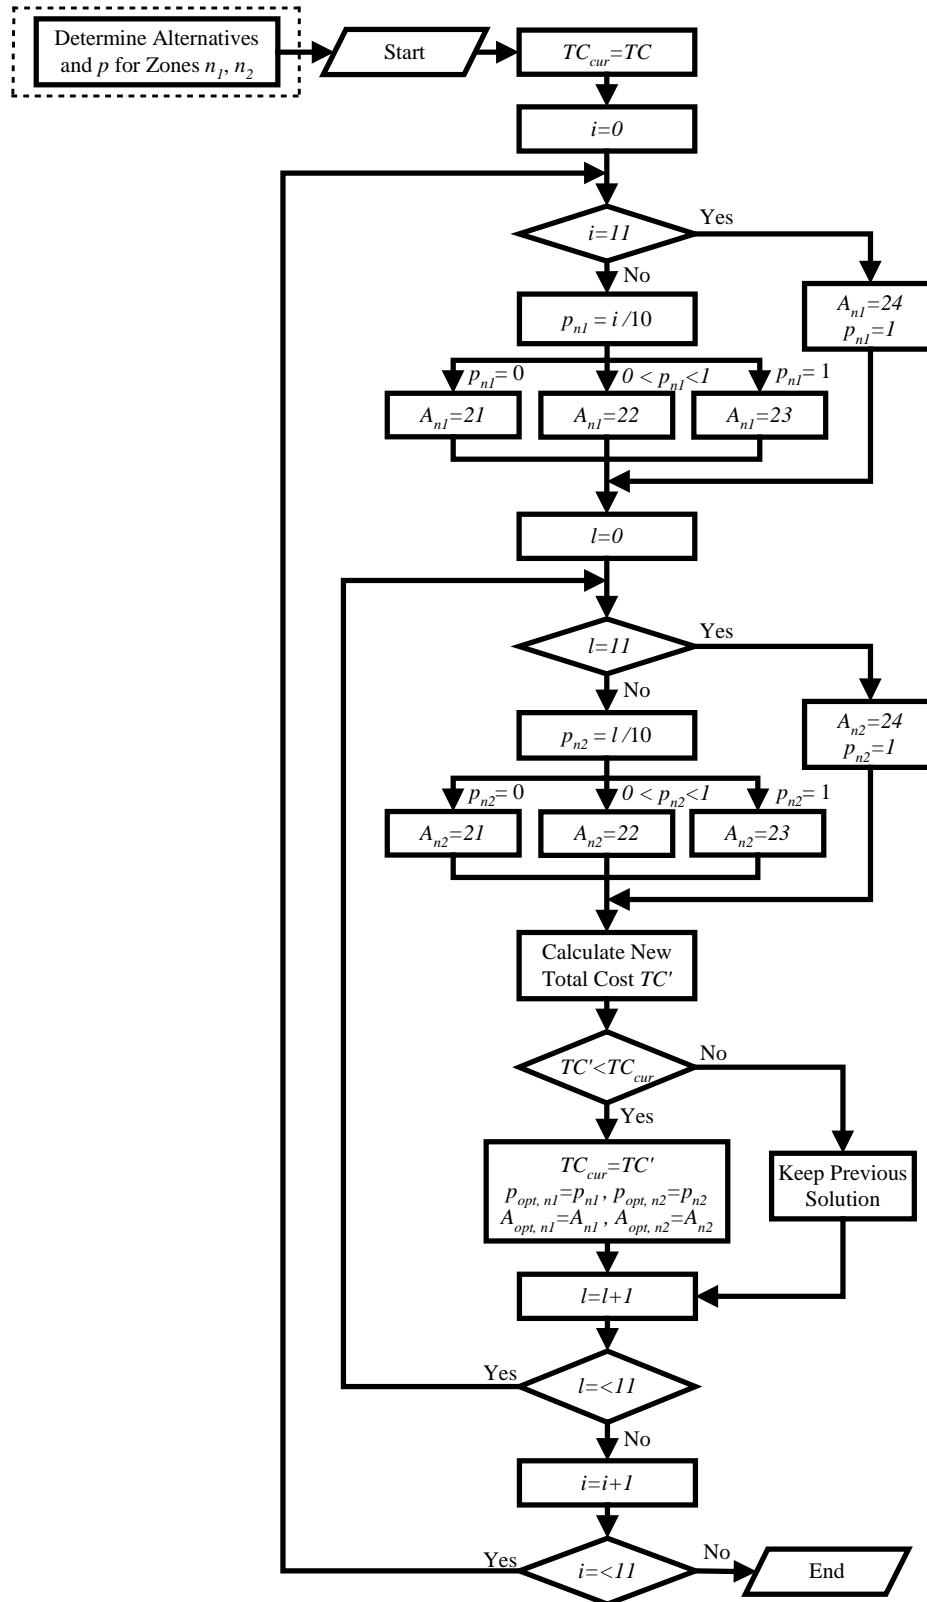 Determine Alternatives
and p for Zones n1, n2
Start
TCcur=TC
i=0
i=11
Yes
No
An1=24
pn1=1
pn1 = i /10
pn1= 0
0 < pn1<1
pn1= 1
An1=21
An1=22
An1=23
l=0
l=11
Yes
No
An2=24
pn2=1
pn2 = l /10
pn2= 0
0 < pn2<1
pn2= 1
An2=21
An2=22
An2=23
Calculate New
Total Cost TC'
TC'<TCcur
No
Yes
TCcur=TC'
popt, n1=pn1 , popt, n2=pn2
Aopt, n1=An1 , Aopt, n2=An2
Keep Previous
Solution
l=l+1
Yes
l=<11
No
i=i+1
Yes
i=<11
No
End